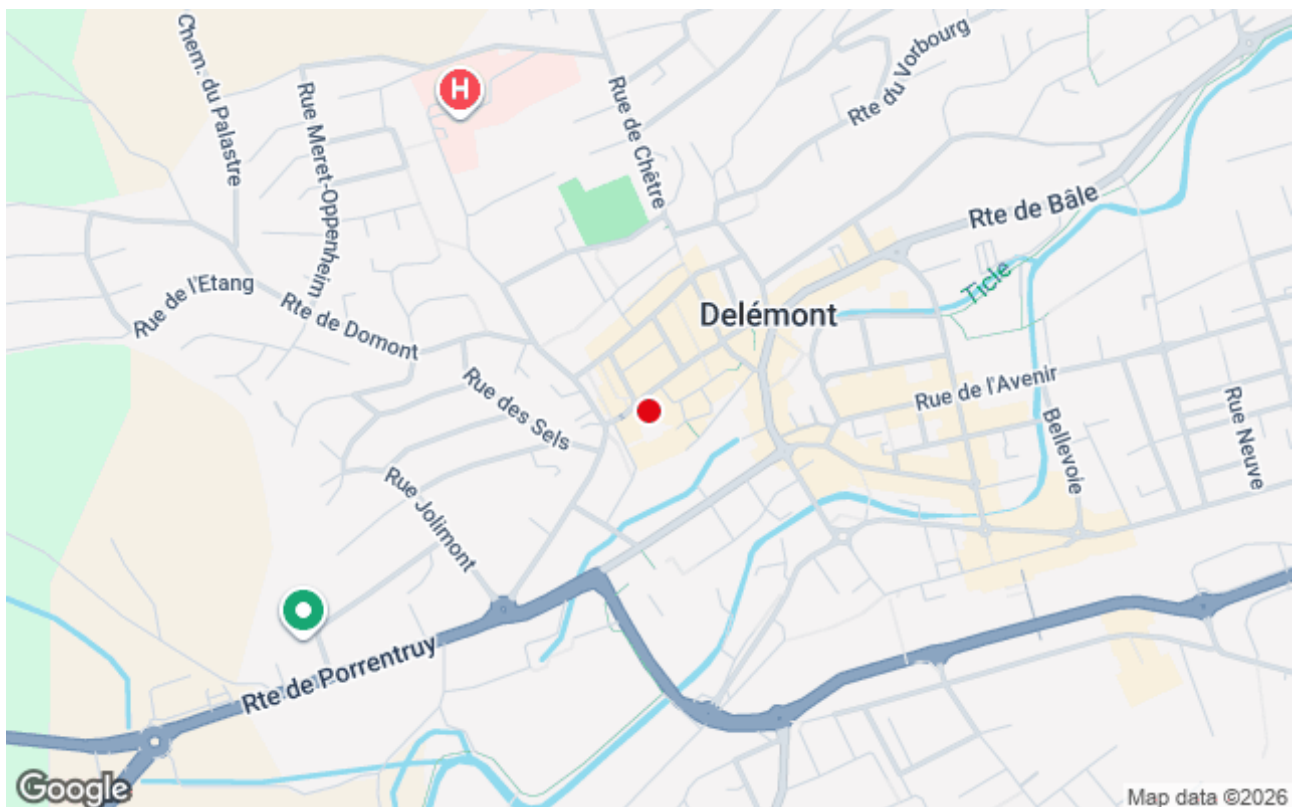 Chem. du Palastre
Rue Meret-Oppenheim
H
Rue de Chêtre
Rte du Vorbourg
Rte de Bâle
Ticle
Rue de l'Etang
Rte de Domont
Delémont
Rue des Sels
Rue de l'Avenir
Bellevoie
Rue Neuve
Rue Jolimont
Rte de Porrentruy
Google
Map data ©2026